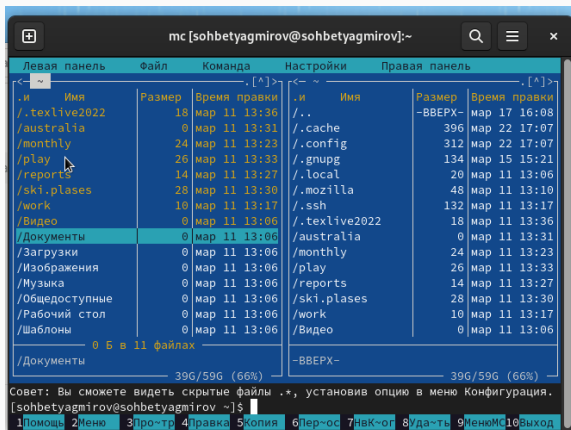 mc [sohbetyagmirov@sohbetyagmirov]:~
Левая панель Файл Команда Настройки Правая панель
<- ~ .[^]> <- ~ .[^]>
.и Имя Размер Время правки .и Имя Размер Время правки
/.texlive2022 18 мар 11 13:36 /.. -ВВЕРХ- мар 17 16:08
/australia 0 мар 11 13:31 /.cache 396 мар 22 17:07
/monthly 24 мар 11 13:23 /.config 312 мар 22 17:07
/play 26 мар 11 13:33 /.gnupg 134 мар 15 15:21
/reports 14 мар 11 13:27 /.local 20 мар 11 13:06
/ski.plases 28 мар 11 13:30 /.mozilla 48 мар 11 13:10
/work 10 мар 11 13:17 /.ssh 132 мар 11 13:17
/Видео 0 мар 11 13:06 /.texlive2022 18 мар 11 13:36
/Документы 0 мар 11 13:06 /australia 0 мар 11 13:31
/Загрузки 0 мар 11 13:06 /monthly 24 мар 11 13:23
/Изображения 0 мар 11 13:06 /play 26 мар 11 13:33
/Музыка 0 мар 11 13:06 /reports 14 мар 11 13:27
/Общедоступные 0 мар 11 13:06 /ski.plases 28 мар 11 13:30
/Рабочий стол 0 мар 11 13:06 /work 10 мар 11 13:17
/Шаблоны 0 мар 11 13:06 /Видео 0 мар 11 13:06
0 Б в 11 файлах
/Документы -ВВЕРХ-
39G/59G (66%) 39G/59G (66%)
Совет: Вы сможете видеть скрытые файлы .*, установив опцию в меню Конфигурация.
[sohbetyagmirov@sohbetyagmirov ~]$
1Помощь 2Меню 3Про~тр 4Правка 5Копия 6Пер~ос 7НвК~ог 8Уда~ть 9МенюMC 10Выход